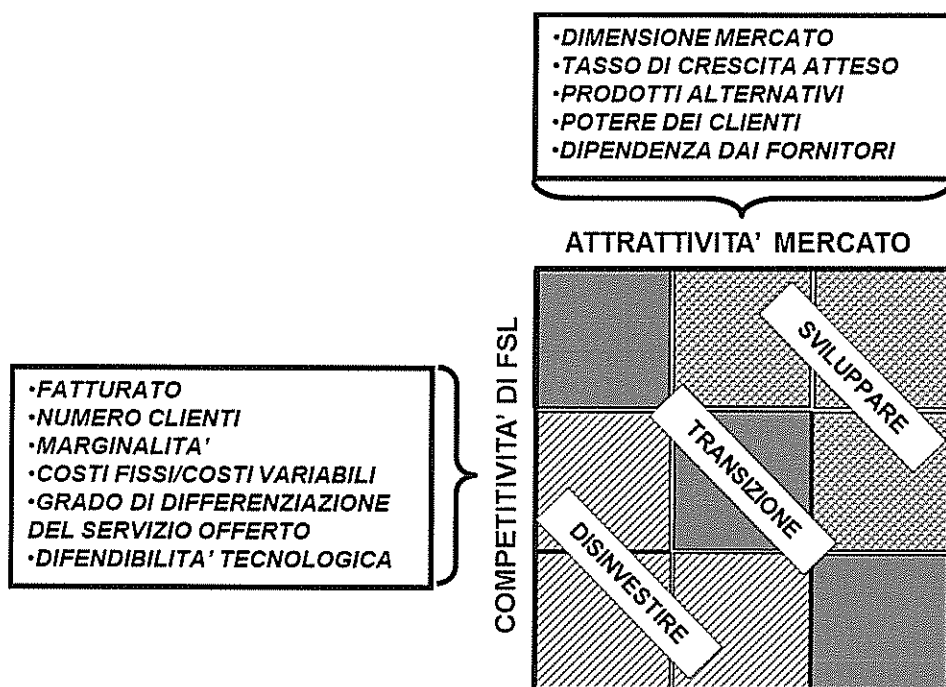 •DIMENSIONE MERCATO
•TASSO DI CRESCITA ATTESO
•PRODOTTI ALTERNATIVI
•POTERE DEI CLIENTI
•DIPENDENZA DAI FORNITORI
ATTRATTIVITA' MERCATO
COMPETITIVITA' DI FSL
•FATTURATO
•NUMERO CLIENTI
•MARGINALITA'
•COSTI FISSI/COSTI VARIABILI
•GRADO DI DIFFERENZIAZIONE
DEL SERVIZIO OFFERTO
•DIFENDIBILITA' TECNOLOGICA
SVILUPPARE
TRANSIZIONE
DISINVESTIRE